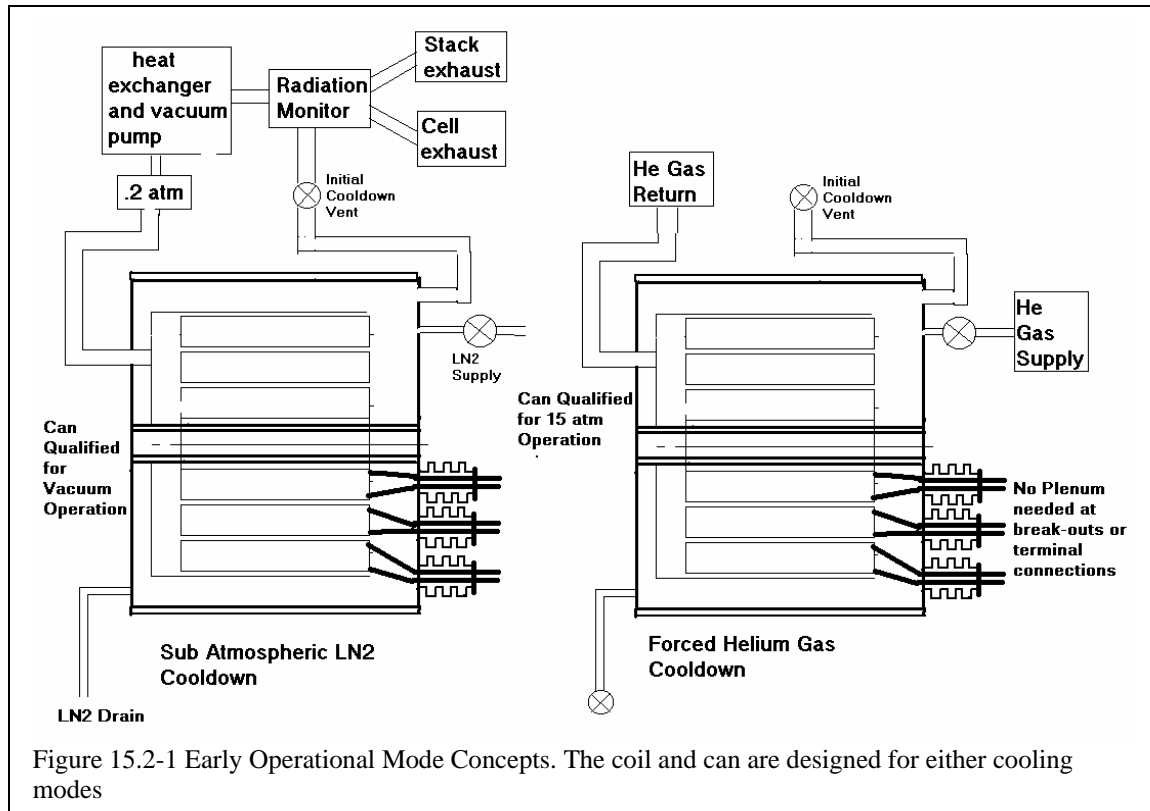 heat
exchanger
and vacuum
pump
Radiation
Monitor
Stack
exhaust
Cell
exhaust
.2 atm
Initial
Cooldown
Vent
LN2
Supply
Can
Qualified
for
Vacuum
Operation
Sub Atmospheric LN2
Cooldown
LN2 Drain
He Gas
Return
Initial
Cooldown
Vent
He
Gas
Supply
Can Qualified
for 15 atm
Operation
No Plenum
needed at
break-outs or
terminal
connections
Forced Helium Gas
Cooldown
Figure 15.2-1 Early Operational Mode Concepts. The coil and can are designed for either cooling
modes